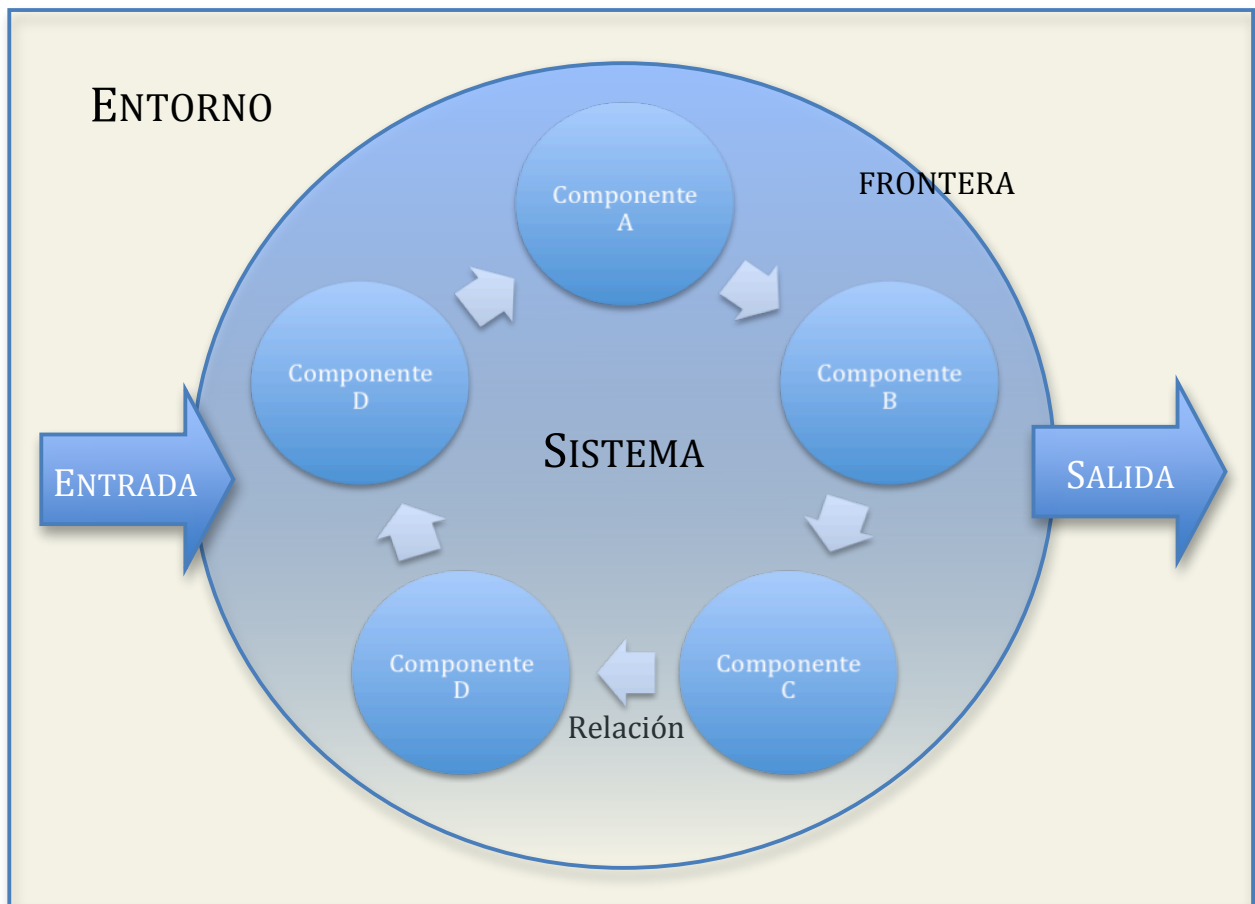 ENTORNO
FRONTERA
Componente
A
Componente
D
Componente
B
SISTEMA
ENTRADA
SALIDA
Componente
D
Componente
C
Relación